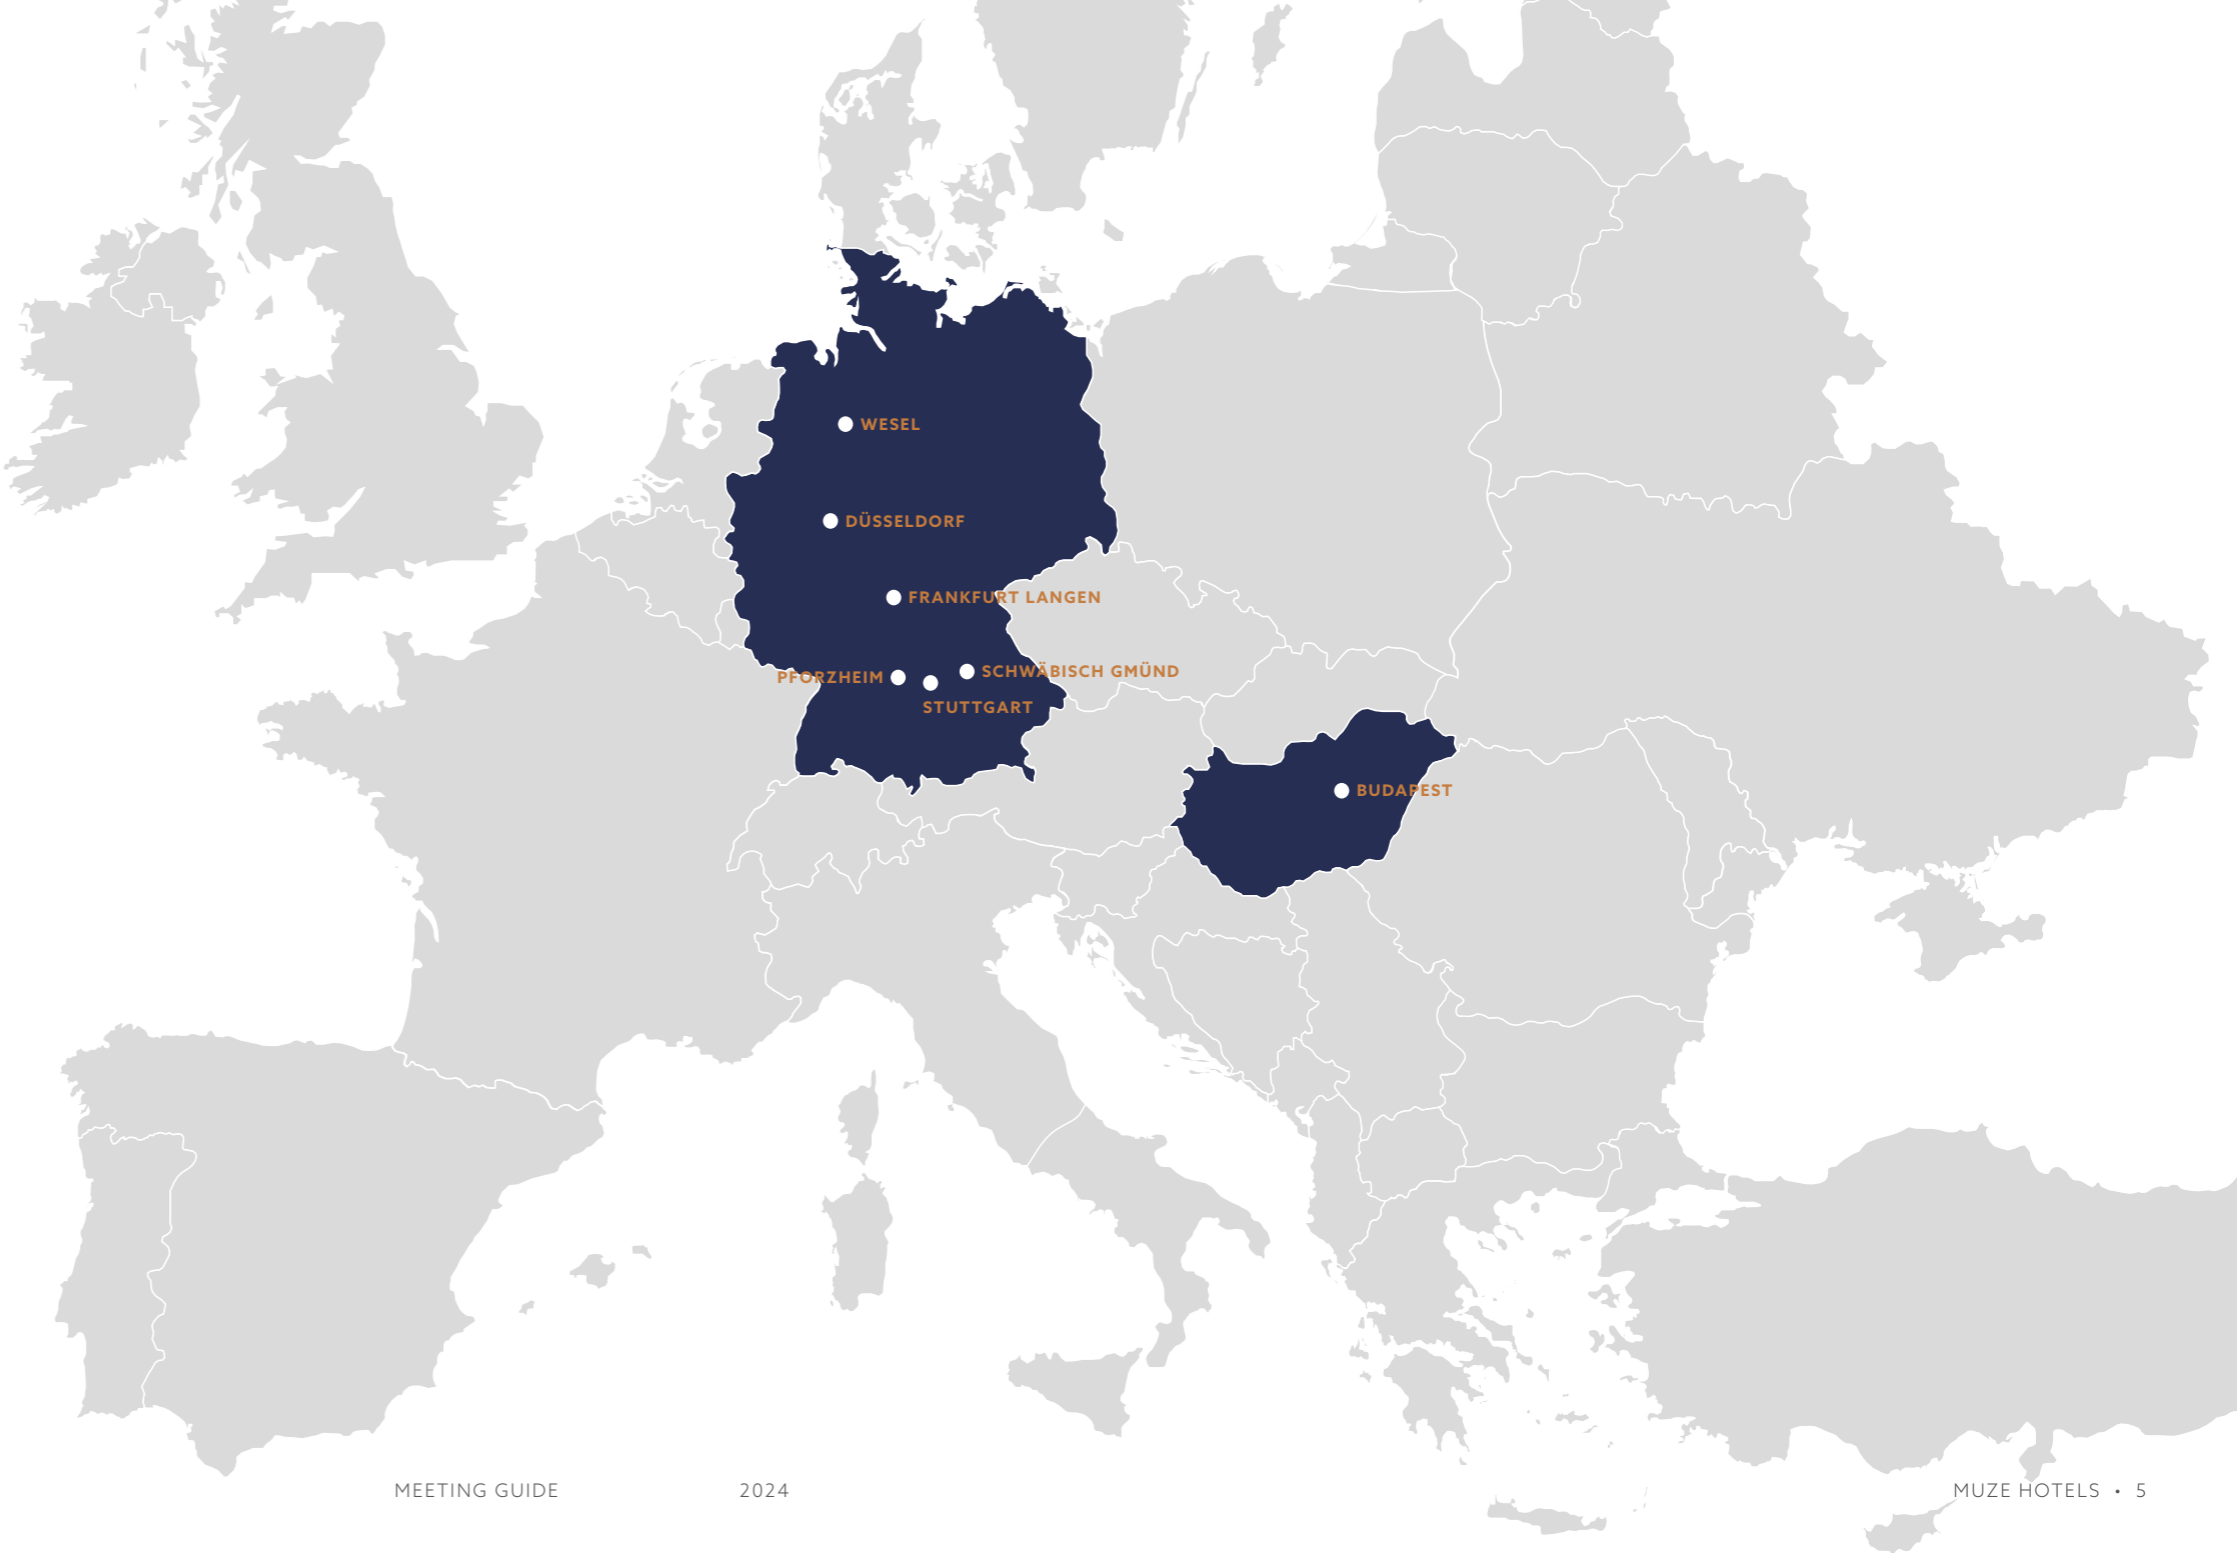 WESEL
DÜSSELDORF
FRANKFURT LANGEN
PFORZHEIM
SCHWÄBISCH GMÜND
STUTTGART
BUDAPEST
MEETING GUIDE
2024
MUZE HOTELS • 5